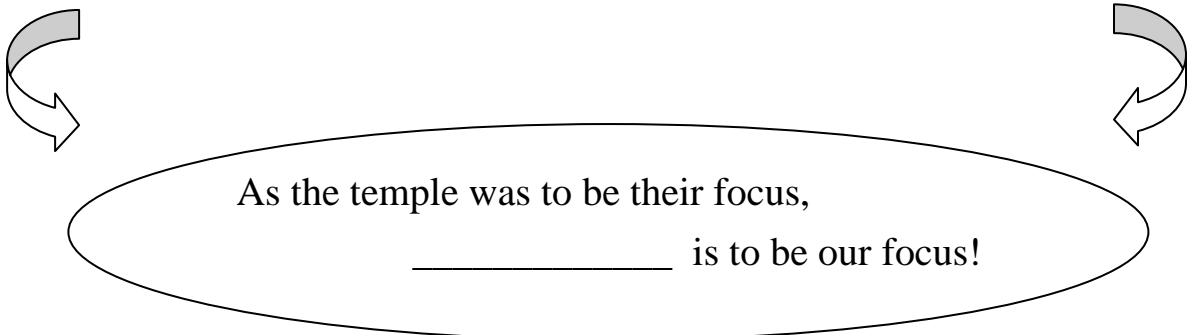 As the temple was to be their focus,
_____________ is to be our focus!